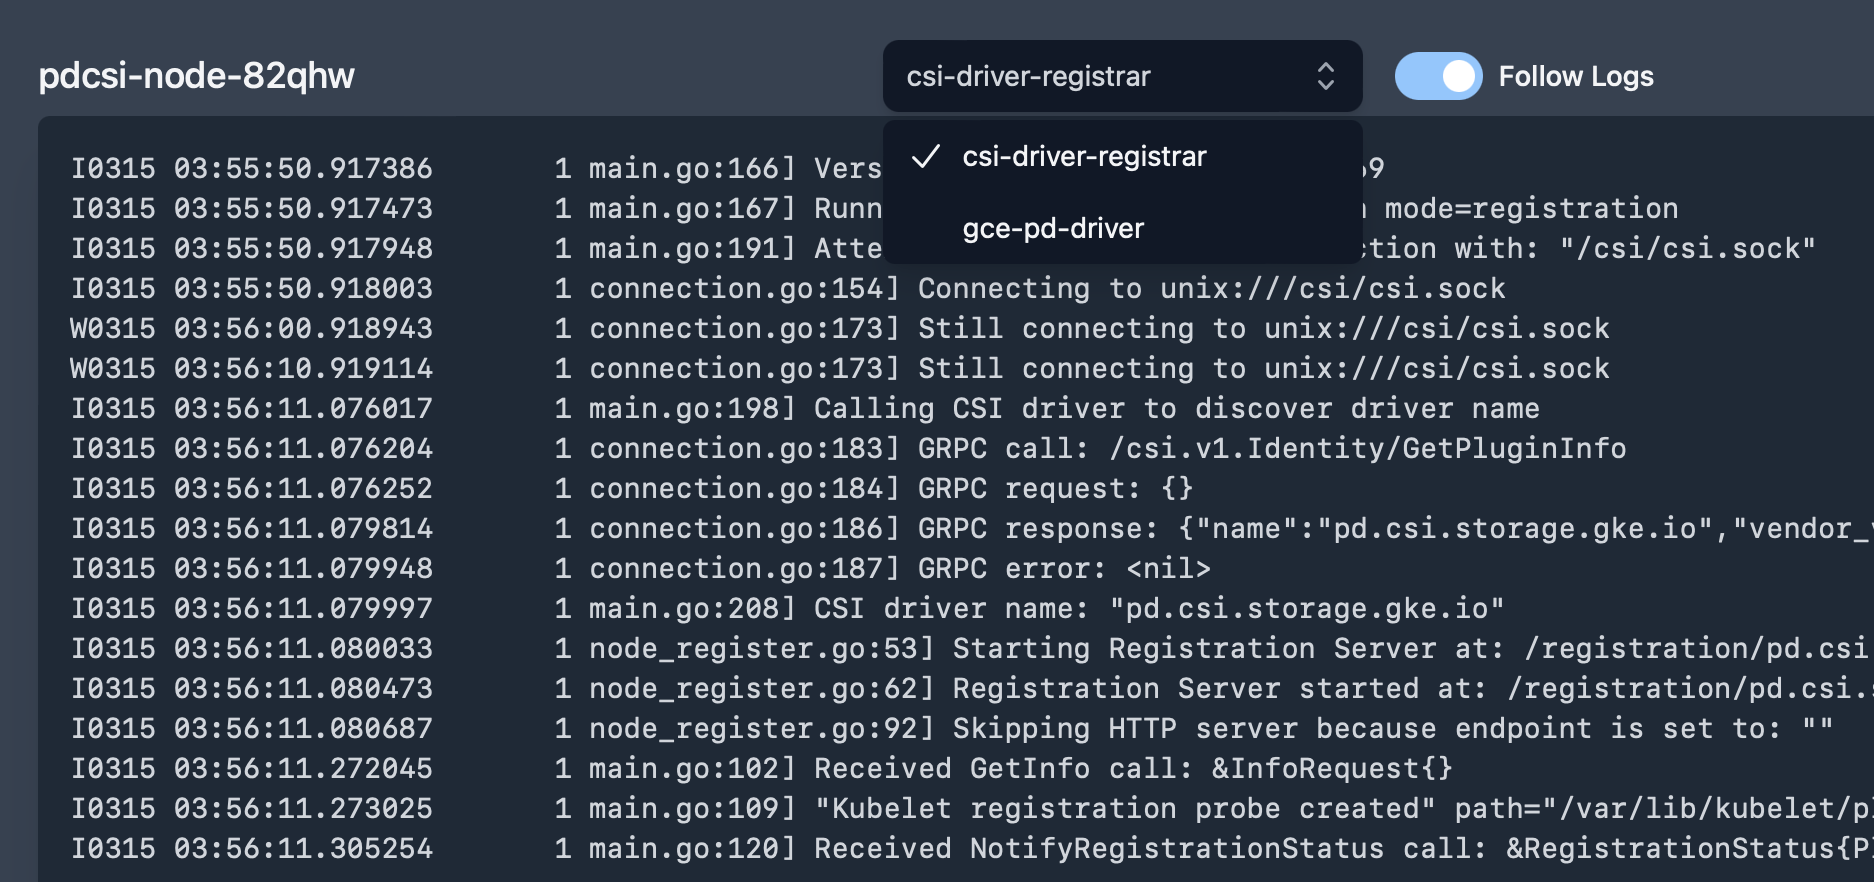 pdcsi-node-82qhw
csi-driver-registrar
Follow Logs
csi-driver-registrar
gce-pd-driver
I0315 03:55:50.917386 1 main.go:166]
I0315 03:55:50.917473 1 main.go:167] mode=registration
I0315 03:55:50.917948 1 main.go:191] with: "/csi/csi.sock"
I0315 03:55:50.918003 1 connection.go:154] Connecting to unix:///csi/csi.sock
W0315 03:56:00.918943 1 connection.go:173] Still connecting to unix:///csi/csi.sock
W0315 03:56:10.919114 1 connection.go:173] Still connecting to unix:///csi/csi.sock
I0315 03:56:11.076017 1 main.go:198] Calling CSI driver to discover driver name
I0315 03:56:11.076204 1 connection.go:183] GRPC call: /csi.v1.Identity/GetPluginInfo
I0315 03:56:11.076252 1 connection.go:184] GRPC request: {}
I0315 03:56:11.079814 1 connection.go:186] GRPC response: {"name":"pd.csi.storage.gke.io","vendor_
I0315 03:56:11.079948 1 connection.go:187] GRPC error: <nil>
I0315 03:56:11.079997 1 main.go:208] CSI driver name: "pd.csi.storage.gke.io"
I0315 03:56:11.080033 1 node_register.go:53] Starting Registration Server at: /registration/pd.csi
I0315 03:56:11.080473 1 node_register.go:62] Registration Server started at: /registration/pd.csi.
I0315 03:56:11.080687 1 node_register.go:92] Skipping HTTP server because endpoint is set to: ""
I0315 03:56:11.272045 1 main.go:102] Received GetInfo call: &InfoRequest{}
I0315 03:56:11.273025 1 main.go:109] "Kubelet registration probe created" path="/var/lib/kubelet/p
I0315 03:56:11.305254 1 main.go:120] Received NotifyRegistrationStatus call: &RegistrationStatus{P